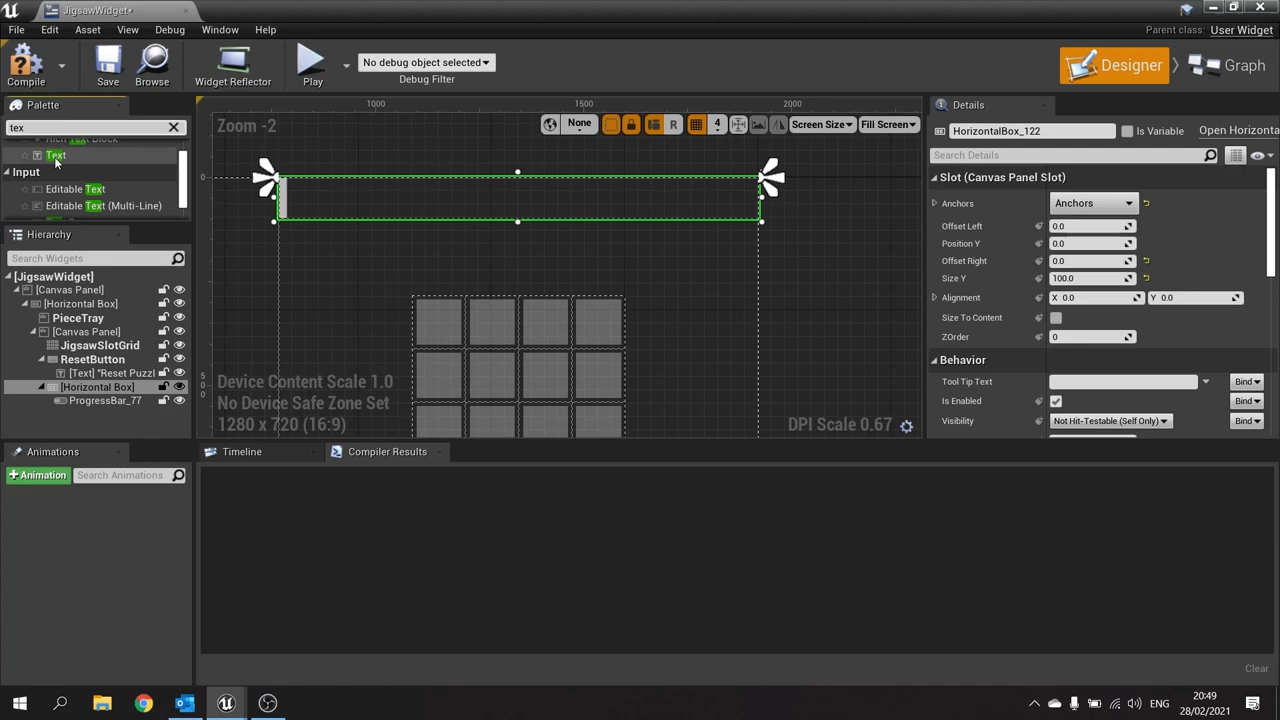 JigsawWidget*
File Edit Asset View Debug Window Help
Parent class: User Widget
Compile Save Browse Widget Reflector Play
No debug object selected
Debug Filter
Designer Graph
Palette
tex
Rich Text Block
Text
Input
Editable Text
Editable Text (Multi-Line)
Hierarchy
Search Widgets
[JigsawWidget]
[Canvas Panel]
[Horizontal Box]
PieceTray
[Canvas Panel]
JigsawSlotGrid
ResetButton
[Text] "Reset Puzzl
[Horizontal Box]
ProgressBar_77
Animations
+Animation Search Animations
1000 1500 2000
Zoom -2
None R 4 Screen Size Fill Screen
0
5
0
0
Device Content Scale 1.0
No Device Safe Zone Set
1280 x 720 (16:9)
DPI Scale 0.67
Timeline Compiler Results
Clear
Details
HorizontalBox_122 Is Variable Open Horizonta
Search Details
Slot (Canvas Panel Slot)
Anchors Anchors
Offset Left 0.0
Position Y 0.0
Offset Right 0.0
Size Y 100.0
Alignment X 0.0 Y 0.0
Size To Content
ZOrder 0
Behavior
Tool Tip Text Bind
Is Enabled Bind
Visibility Not Hit-Testable (Self Only) Bind
ENG
20:49
28/02/2021